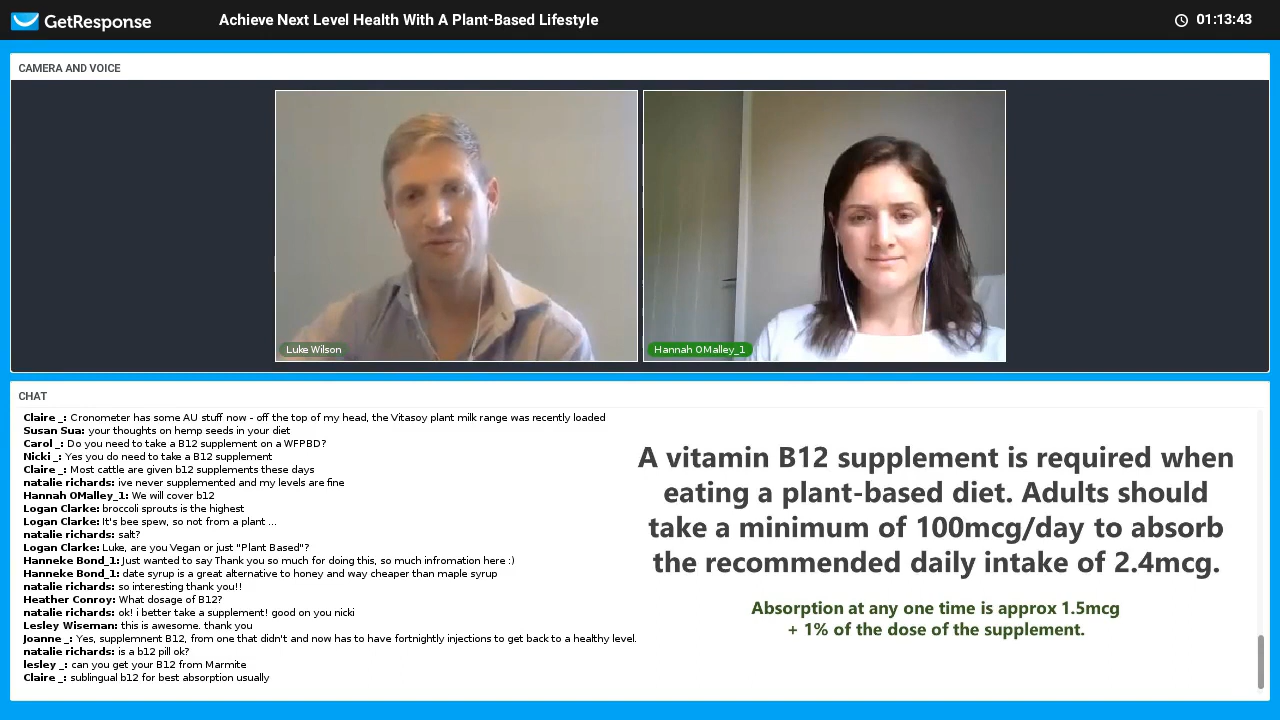 GetResponse
Achieve Next Level Health With A Plant-Based Lifestyle
01:13:43
CAMERA AND VOICE
Luke Wilson
Hannah OMalley_1
CHAT
Claire _: Cronometer has some AU stuff now - off the top of my head, the Vitasoy plant milk range was recently loaded
Susan Sua: your thoughts on hemp seeds in your diet
Carol _: Do you need to take a B12 supplement on a WFPBD?
Nicki _: Yes you do need to take a B12 supplement
Claire _: Most cattle are given b12 supplements these days
natalie richards: ive never supplemented and my levels are fine
Hannah OMalley_1: We will cover b12
Logan Clarke: broccoli sprouts is the highest
Logan Clarke: It's bee spew, so not from a plant ...
natalie richards: salt?
Logan Clarke: Luke, are you Vegan or just "Plant Based"?
Hanneke Bond_1: Just wanted to say Thank you so much for doing this, so much infromation here :)
Hanneke Bond_1: date syrup is a great alternative to honey and way cheaper than maple syrup
natalie richards: so interesting thank you!!
Heather Conroy: What dosage of B12?
natalie richards: ok! i better take a supplement! good on you nicki
Lesley Wiseman: this is awesome. thank you
Joanne _: Yes, supplemnent B12, from one that didn't and now has to have fortnightly injections to get back to a healthy level.
natalie richards: is a b12 pill ok?
lesley _: can you get your B12 from Marmite
Claire _: sublingual b12 for best absorption usually
A vitamin B12 supplement is required when
eating a plant-based diet. Adults should
take a minimum of 100mcg/day to absorb
the recommended daily intake of 2.4mcg.
Absorption at any one time is approx 1.5mcg
+ 1% of the dose of the supplement.